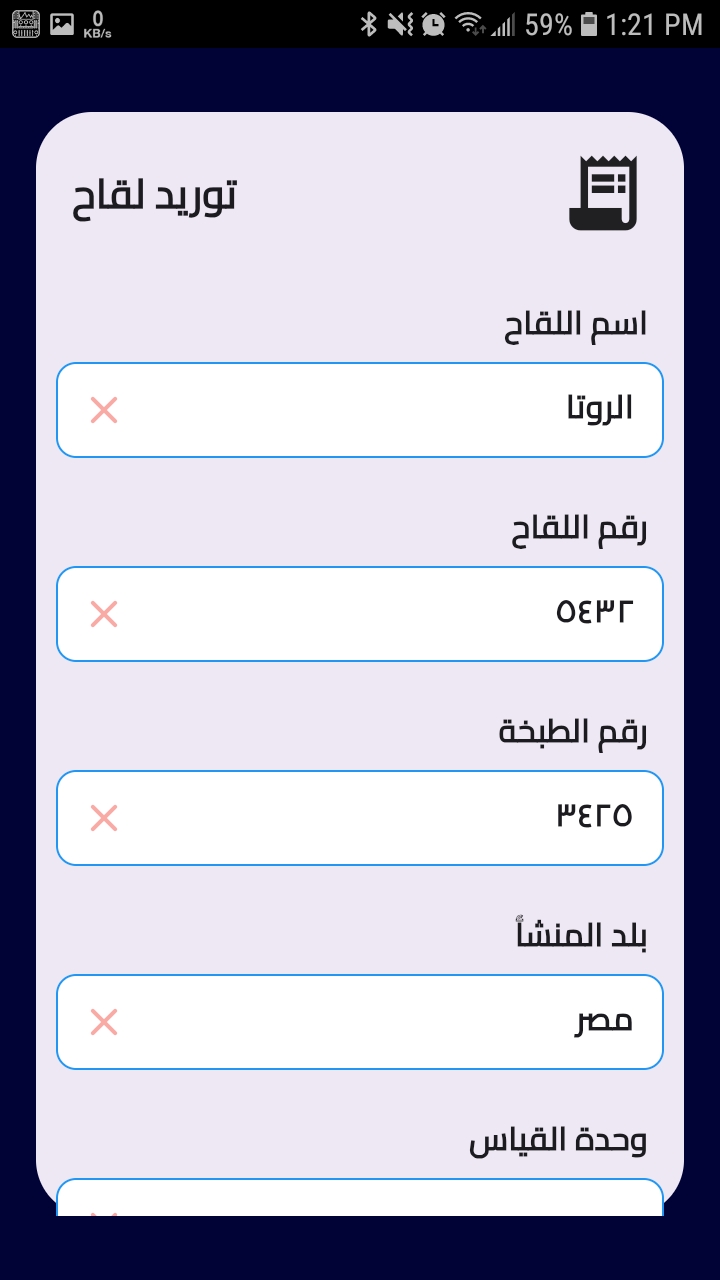 0 KB/s 59% 1:21 PM
توريد لقاح
اسم اللقاح
الروتا
رقم اللقاح
٥٤٣٢
رقم الطبخة
٣٤٢٥
بلد المنشأً
مصر
وحدة القياس